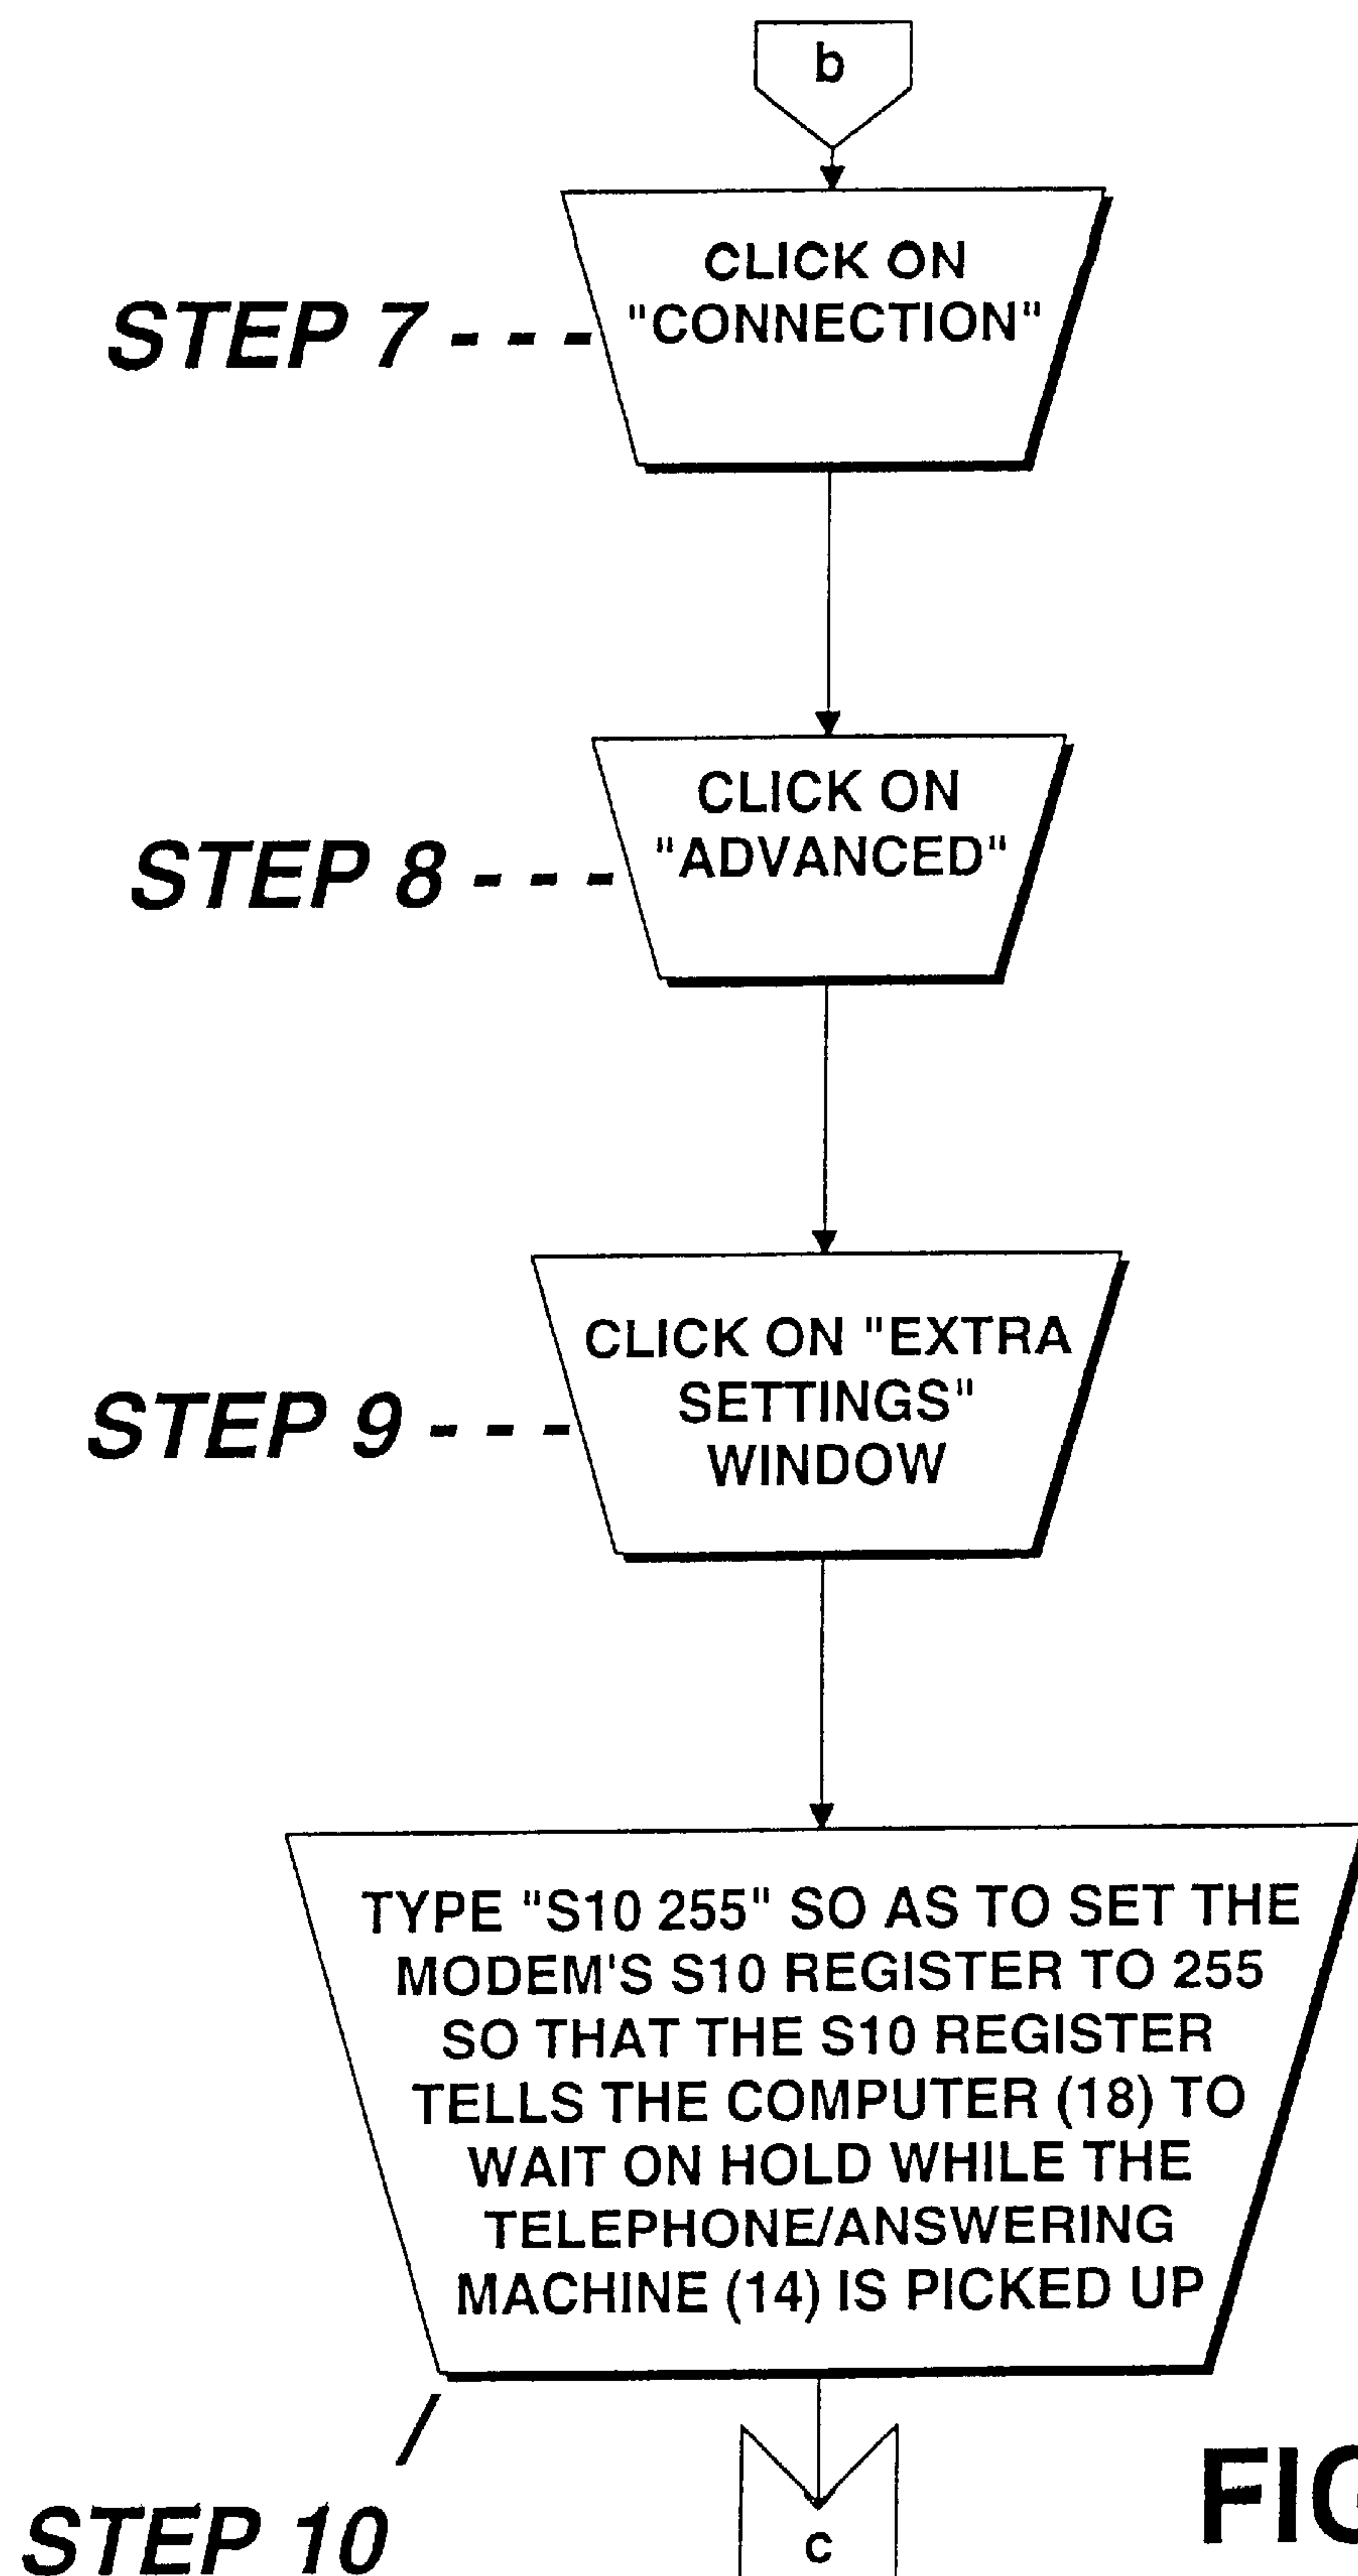 b
CLICK ON
"CONNECTION"
STEP 7 - - -
CLICK ON
"ADVANCED"
STEP 8 - - -
CLICK ON "EXTRA
SETTINGS"
WINDOW
STEP 9 - - -
TYPE "S10 255" SO AS TO SET THE
MODEM'S S10 REGISTER TO 255
SO THAT THE S10 REGISTER
TELLS THE COMPUTER (18) TO
WAIT ON HOLD WHILE THE
TELEPHONE/ANSWERING
MACHINE (14) IS PICKED UP
STEP 10
c